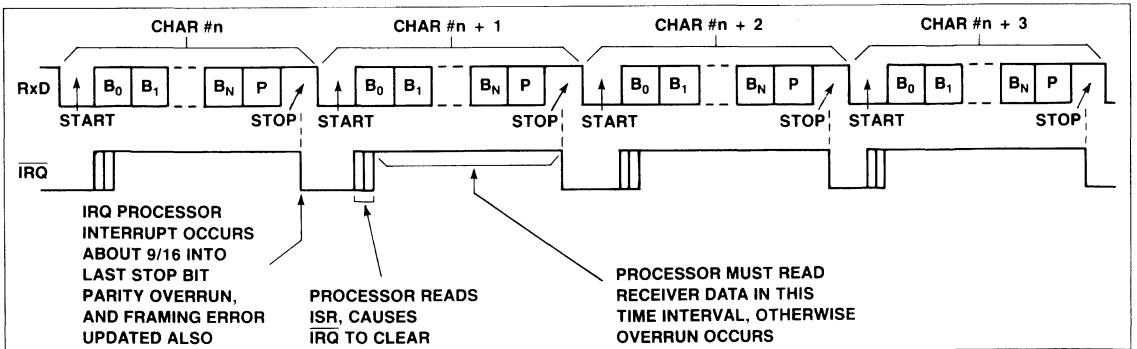 CHAR #n CHAR #n + 1 CHAR #n + 2 CHAR #n + 3
RxD B0 B1 BN P B0 B1 BN P B0 B1 BN P B0 B1 BN P
START STOP START STOP START STOP START STOP
IRQ
IRQ PROCESSOR
INTERRUPT OCCURS
ABOUT 9/16 INTO
LAST STOP BIT
PARITY OVERRUN,
AND FRAMING ERROR
UPDATED ALSO
PROCESSOR READS
ISR, CAUSES
IRQ TO CLEAR
PROCESSOR MUST READ
RECEIVER DATA IN THIS
TIME INTERVAL, OTHERWISE
OVERRUN OCCURS